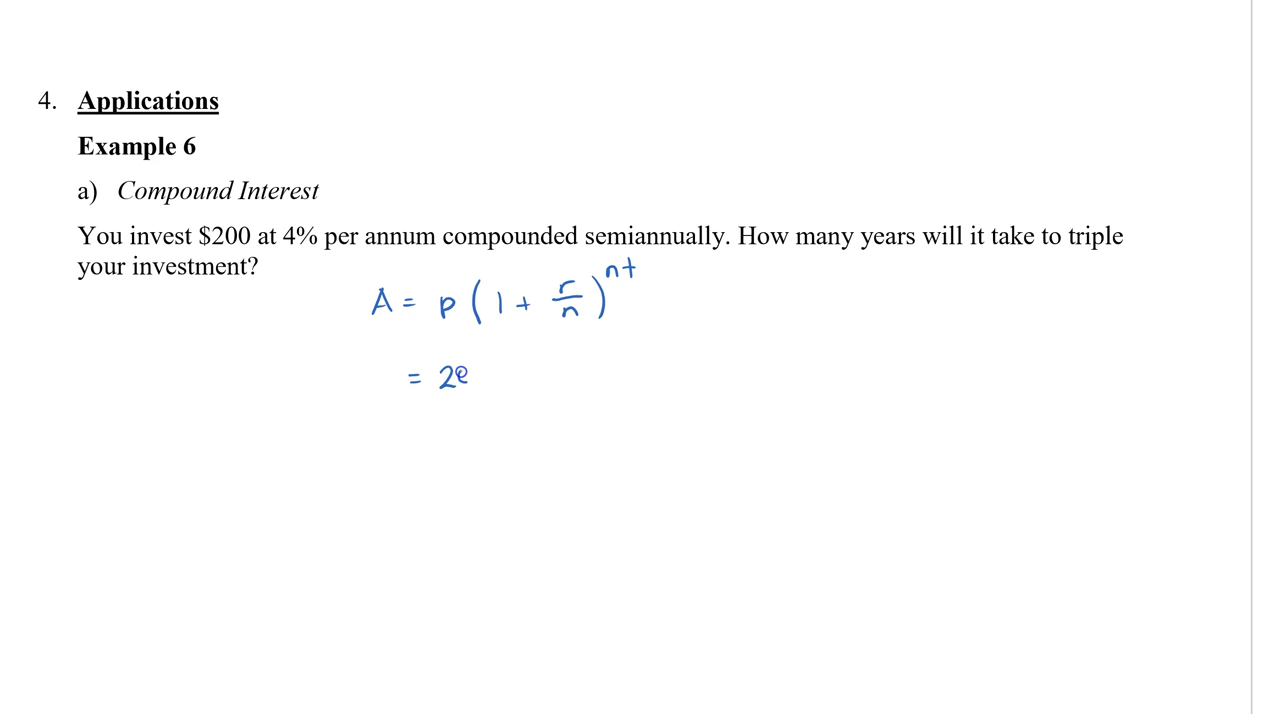 4. Applications
Example 6
a) Compound Interest
You invest $200 at 4% per annum compounded semiannually. How many years will it take to triple
your investment?
A = P ( 1 + r/n )^nt
= 20